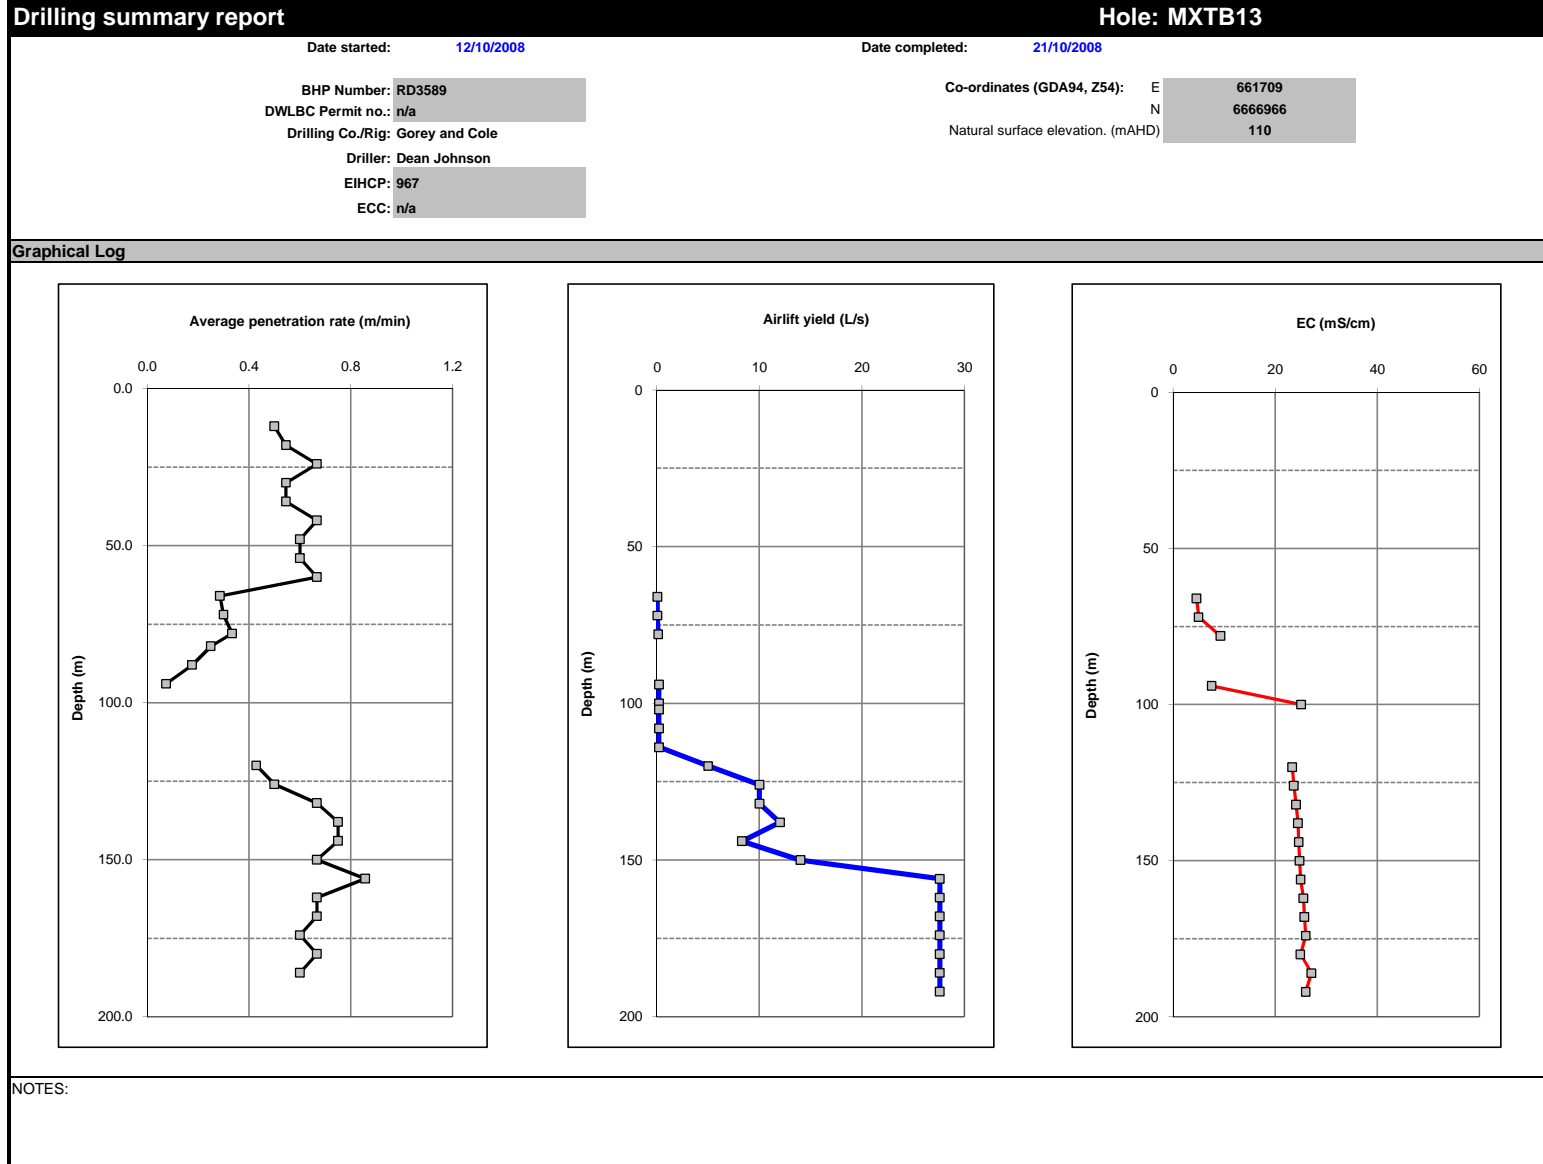 Drilling summary report Hole: MXTB13
Date started: 12/10/2008 Date completed: 21/10/2008
BHP Number: RD3589 Co-ordinates (GDA94, Z54): E 661709
DWLBC Permit no.: n/a N 6666966
Drilling Co./Rig: Gorey and Cole Natural surface elevation. (mAHD) 110
Driller: Dean Johnson
EIHCP: 967
ECC: n/a
Graphical Log
Average penetration rate (m/min)
0.0 0.4 0.8 1.2
0.0
50.0
100.0
150.0
200.0
Depth (m)
Airlift yield (L/s)
0 10 20 30
0
50
100
150
200
Depth (m)
EC (mS/cm)
0 20 40 60
0
50
100
150
200
Depth (m)
NOTES: